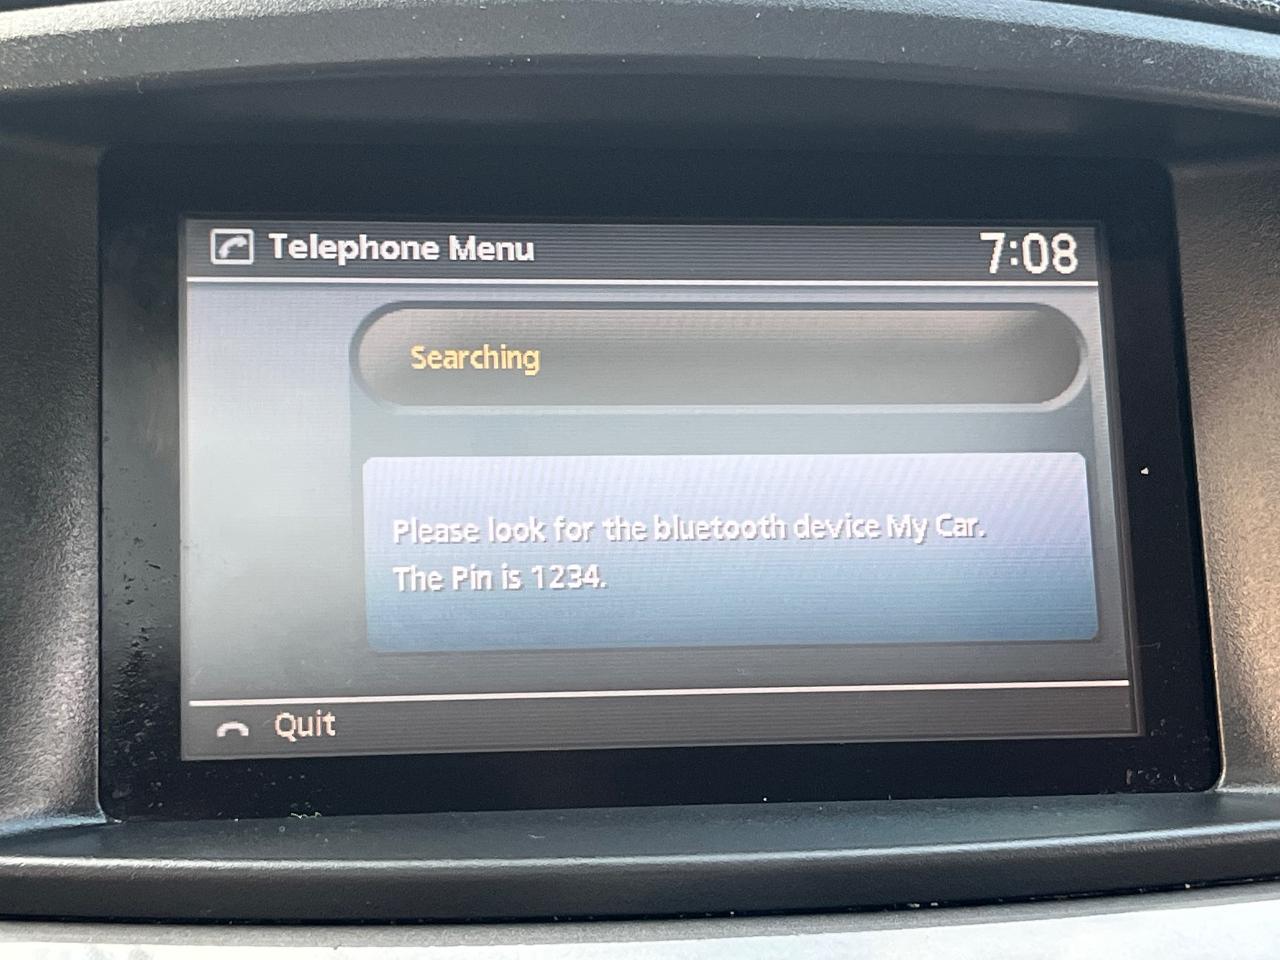 Telephone Menu
7:08
Searching
Please look for the bluetooth device My Car.
The Pin is 1234.
Quit